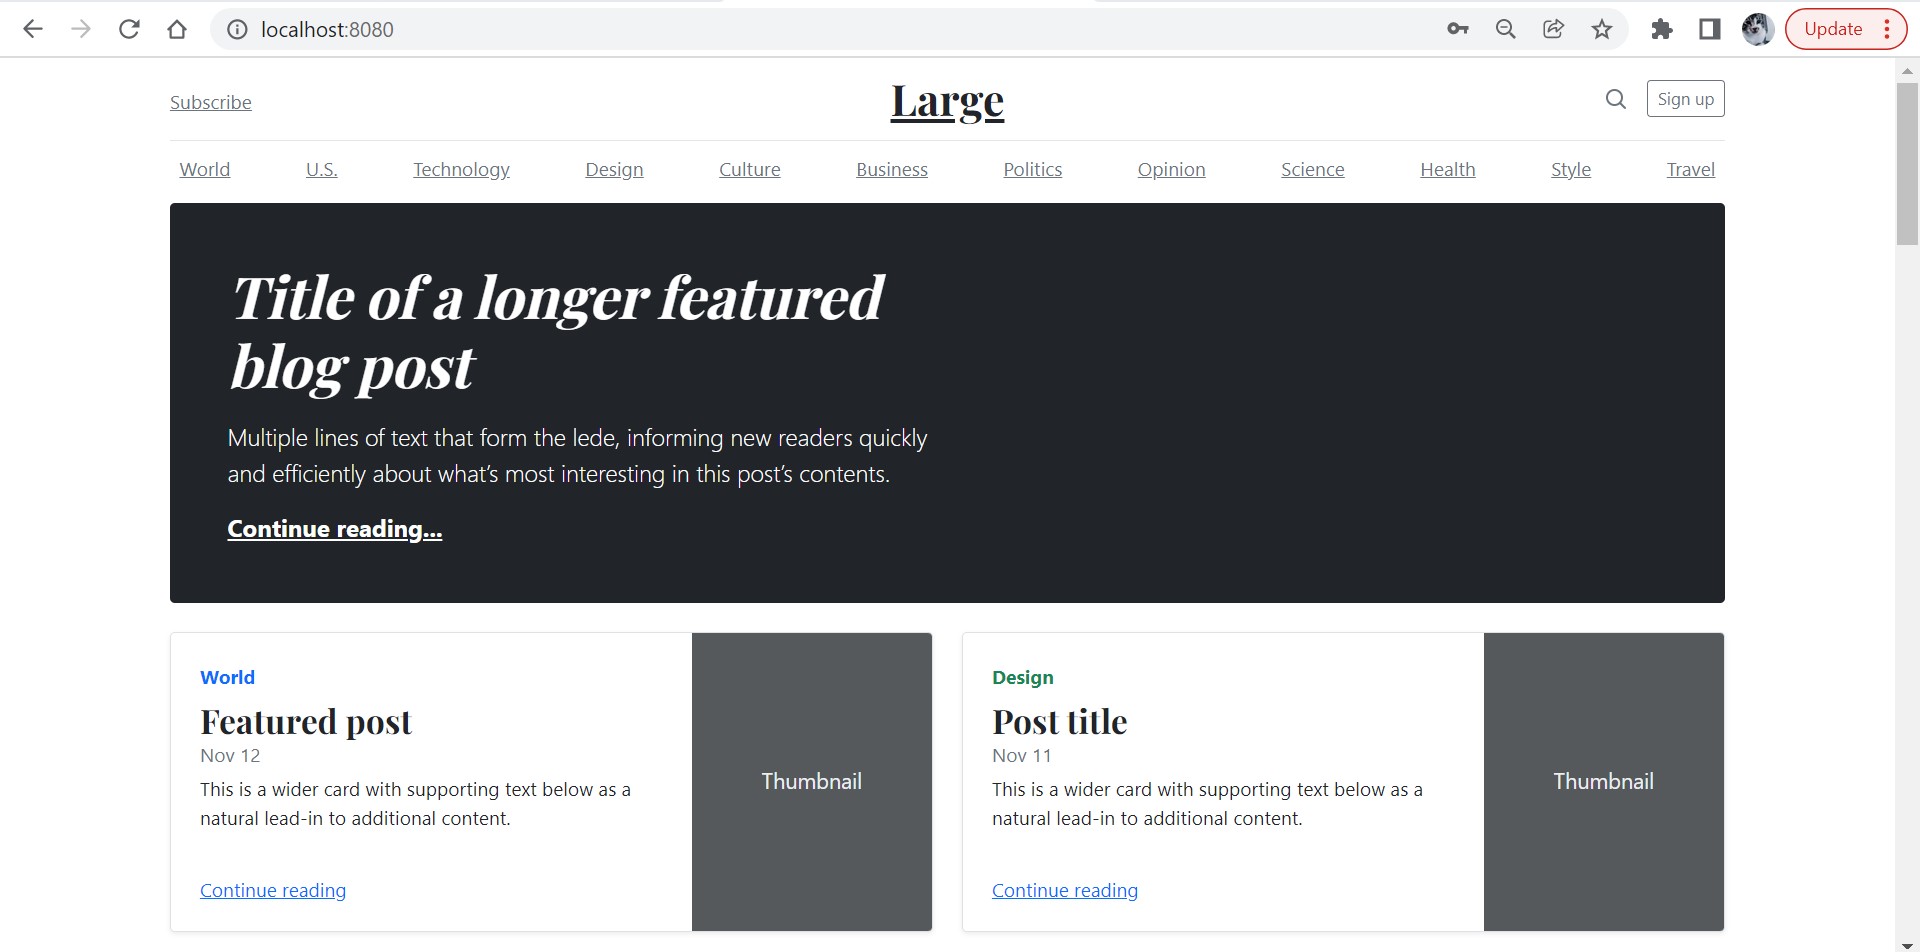 localhost:8080
Update
Subscribe
Large
Sign up
World U.S. Technology Design Culture Business Politics Opinion Science Health Style Travel
Title of a longer featured
blog post
Multiple lines of text that form the lede, informing new readers quickly
and efficiently about what’s most interesting in this post’s contents.
Continue reading...
World
Featured post
Nov 12
This is a wider card with supporting text below as a
natural lead-in to additional content.
Continue reading
Thumbnail
Design
Post title
Nov 11
This is a wider card with supporting text below as a
natural lead-in to additional content.
Continue reading
Thumbnail